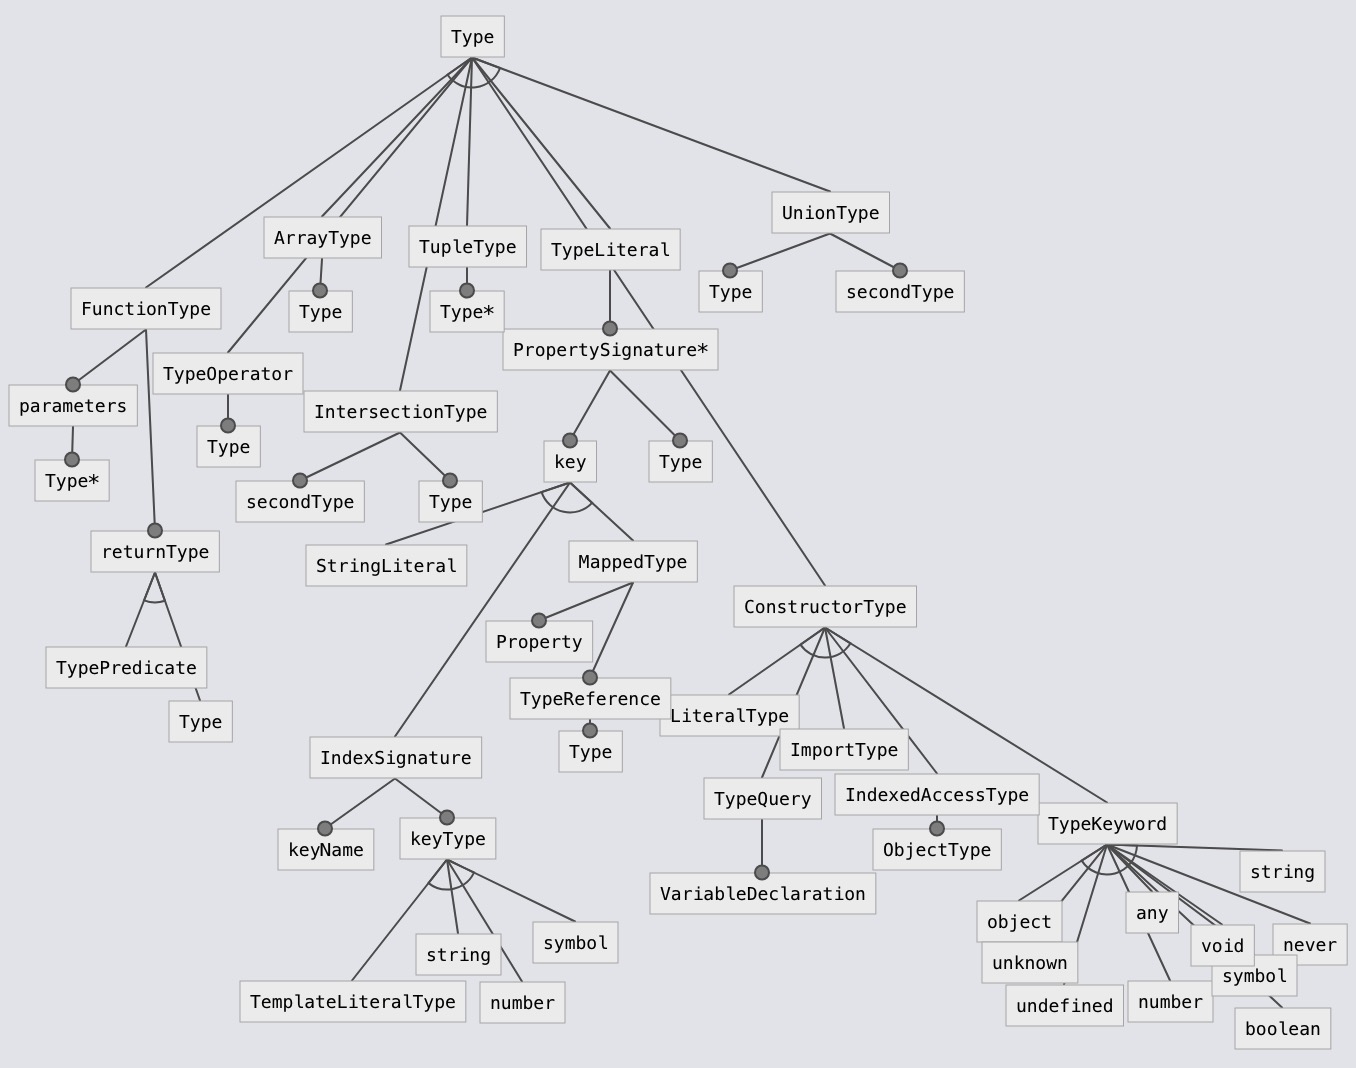 Type
UnionType
ArrayType
TupleType
TypeLiteral
Type
secondType
FunctionType
Type
Type*
PropertySignature*
TypeOperator
parameters
IntersectionType
Type
key
Type
Type*
secondType
Type
returnType
StringLiteral
MappedType
ConstructorType
Property
TypePredicate
TypeReference
LiteralType
Type
Type
ImportType
IndexSignature
TypeQuery
IndexedAccessType
TypeKeyword
keyName
keyType
ObjectType
string
VariableDeclaration
object
any
symbol
string
void
never
unknown
symbol
TemplateLiteralType
number
undefined
number
boolean